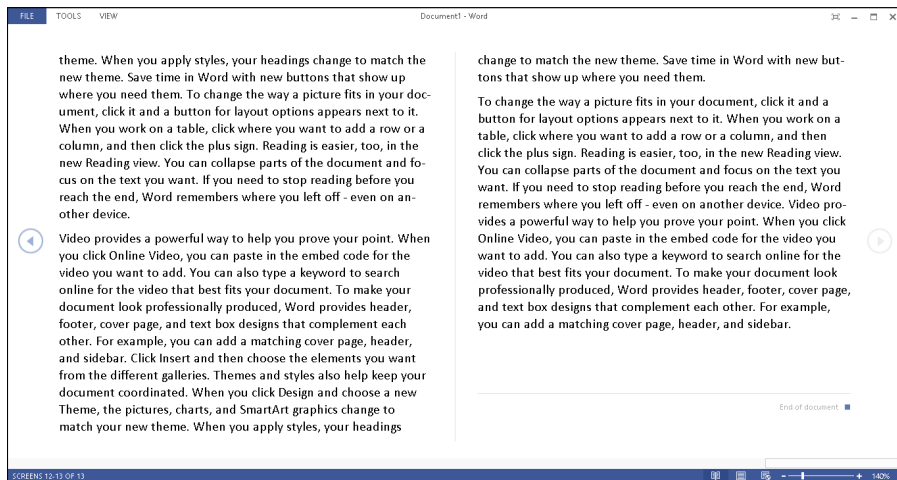 FILE TOOLS VIEW Document1 - Word
theme. When you apply styles, your headings change to match the
new theme. Save time in Word with new buttons that show up
where you need them. To change the way a picture fits in your doc-
ument, click it and a button for layout options appears next to it.
When you work on a table, click where you want to add a row or a
column, and then click the plus sign. Reading is easier, too, in the
new Reading view. You can collapse parts of the document and fo-
cus on the text you want. If you need to stop reading before you
reach the end, Word remembers where you left off - even on an-
other device.
Video provides a powerful way to help you prove your point. When
you click Online Video, you can paste in the embed code for the
video you want to add. You can also type a keyword to search
online for the video that best fits your document. To make your
document look professionally produced, Word provides header,
footer, cover page, and text box designs that complement each
other. For example, you can add a matching cover page, header,
and sidebar. Click Insert and then choose the elements you want
from the different galleries. Themes and styles also help keep your
document coordinated. When you click Design and choose a new
Theme, the pictures, charts, and SmartArt graphics change to
match your new theme. When you apply styles, your headings
change to match the new theme. Save time in Word with new but-
tons that show up where you need them.
To change the way a picture fits in your document, click it and a
button for layout options appears next to it. When you work on a
table, click where you want to add a row or a column, and then
click the plus sign. Reading is easier, too, in the new Reading view.
You can collapse parts of the document and focus on the text you
want. If you need to stop reading before you reach the end, Word
remembers where you left off - even on another device. Video pro-
vides a powerful way to help you prove your point. When you click
Online Video, you can paste in the embed code for the video you
want to add. You can also type a keyword to search online for the
video that best fits your document. To make your document look
professionally produced, Word provides header, footer, cover page,
and text box designs that complement each other. For example,
you can add a matching cover page, header, and sidebar.
End of document
SCREENS 12-13 OF 13 140%